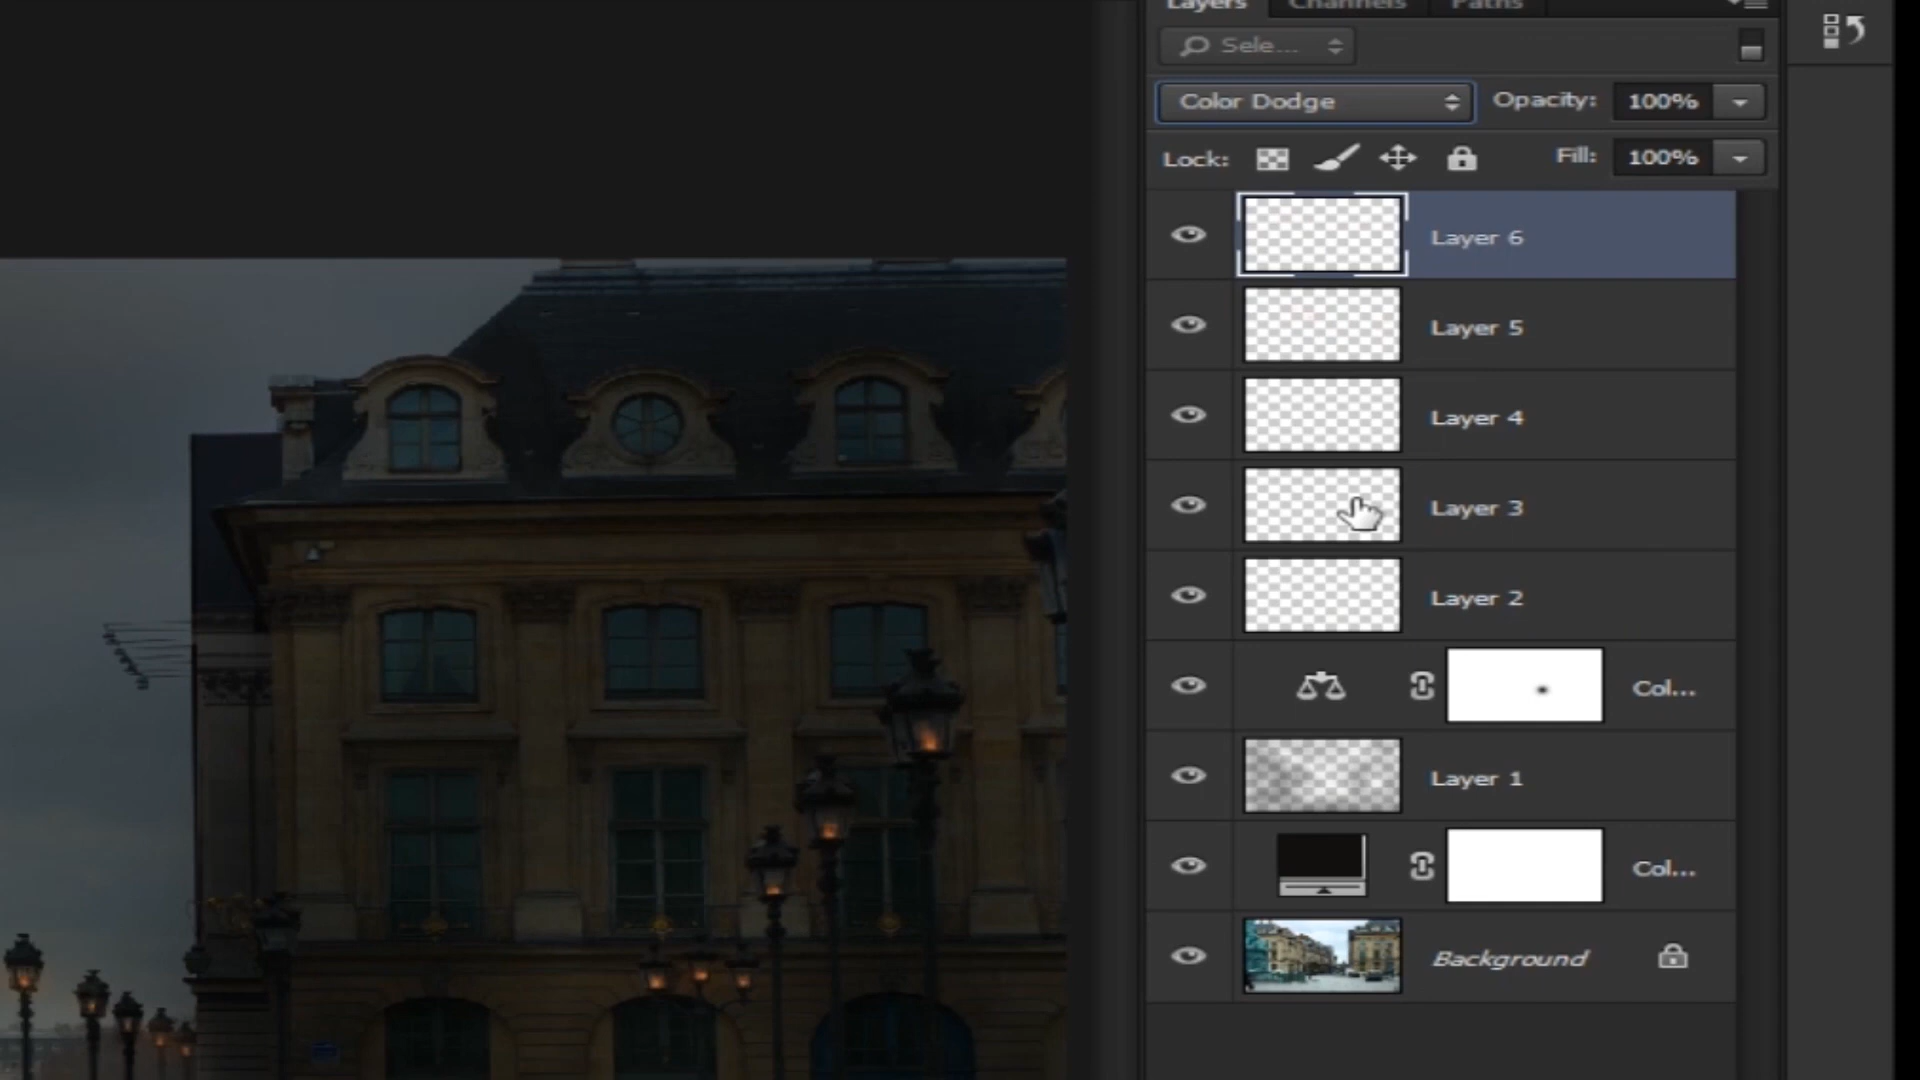 Layers Channels Paths
Sele...
Color Dodge Opacity: 100%
Lock: Fill: 100%
Layer 6
Layer 5
Layer 4
Layer 3
Layer 2
Col...
Layer 1
Col...
Background